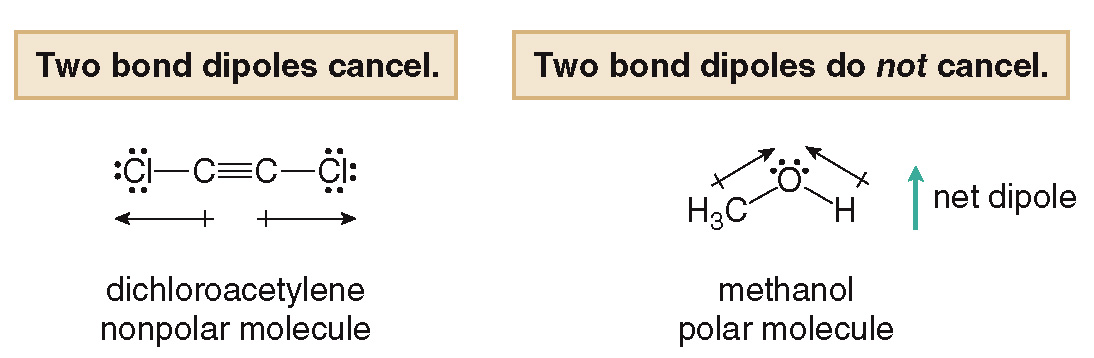 Two bond dipoles cancel.
Two bond dipoles do not cancel.
:Cl—C≡C—Cl:
H₃C O H
net dipole
dichloroacetylene
nonpolar molecule
methanol
polar molecule